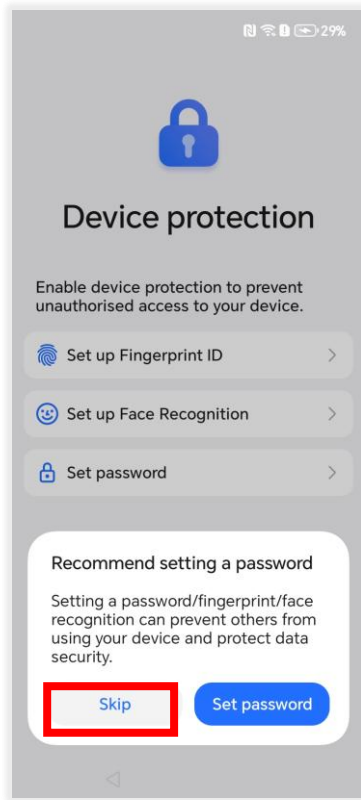 29%
Device protection
Enable device protection to prevent
unauthorised access to your device.
Set up Fingerprint ID
Set up Face Recognition
Set password
Recommend setting a password
Setting a password/fingerprint/face
recognition can prevent others from
using your device and protect data
security.
Skip
Set password